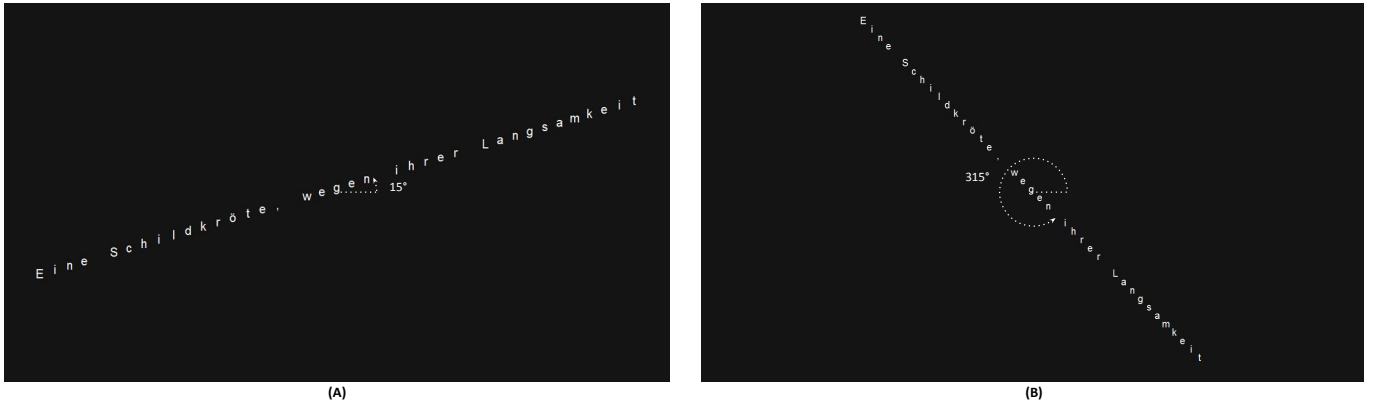 Eine Schildkröte, wegen ihrer Langsamkeit
15°
(A)
Eine Schildkröte, wegen ihrer Langsamkeit
315°
(B)